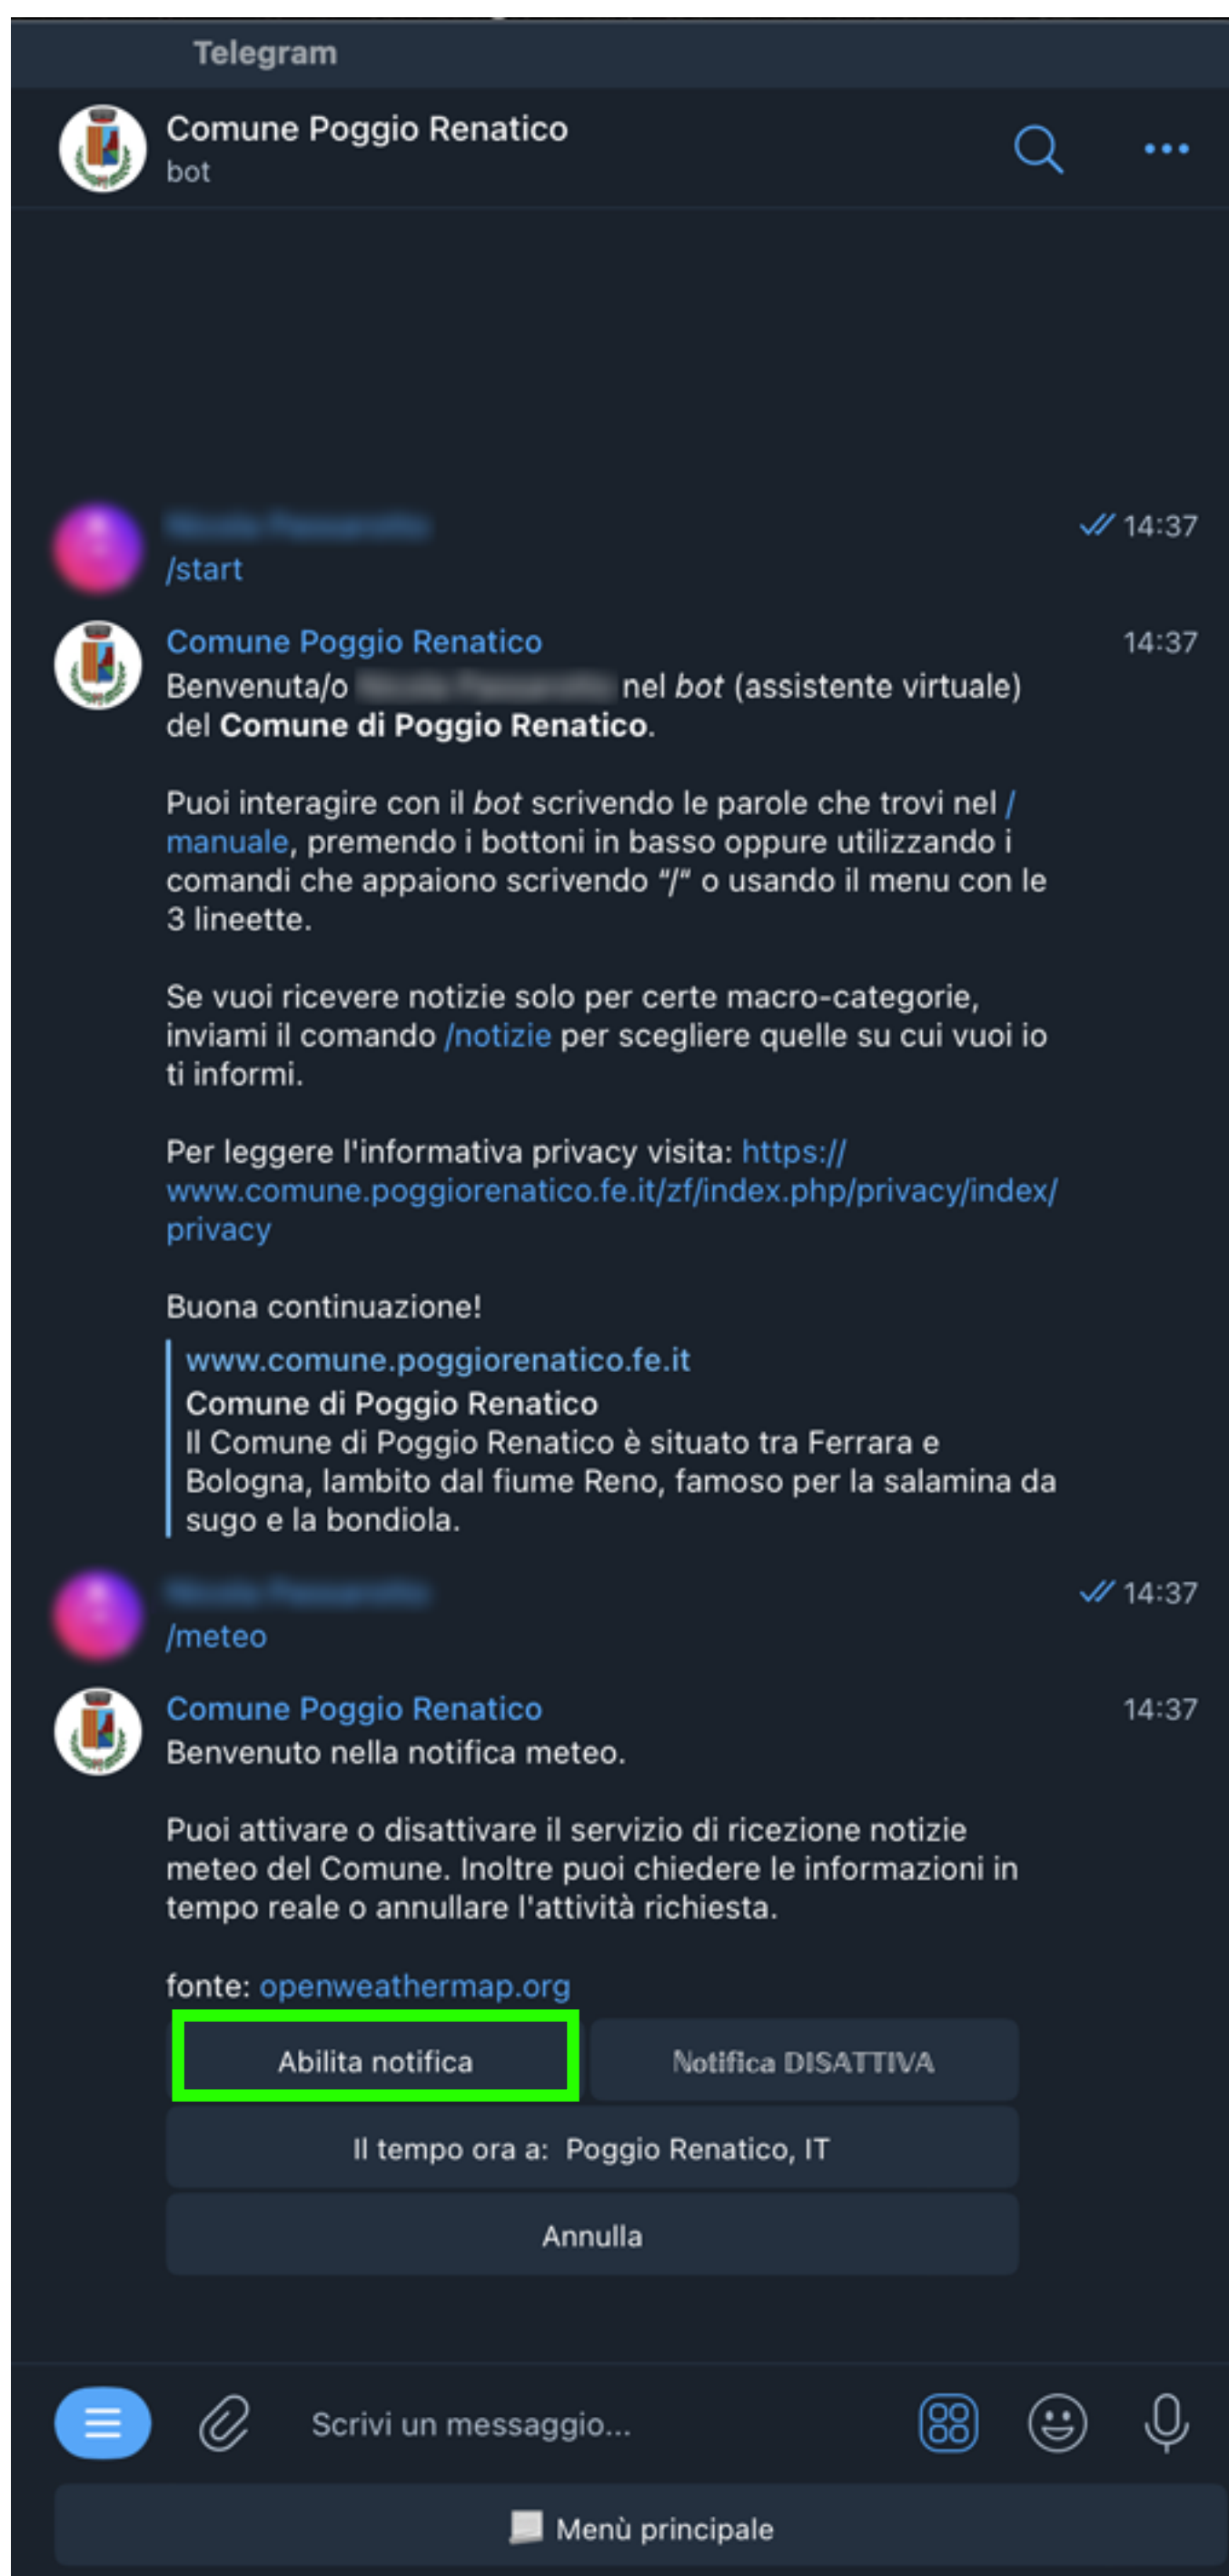 Telegram
Comune Poggio Renatico
bot
14:37
/start
Comune Poggio Renatico
14:37
Benvenuta/o nel bot (assistente virtuale)
del Comune di Poggio Renatico.
Puoi interagire con il bot scrivendo le parole che trovi nel /
manuale, premendo i bottoni in basso oppure utilizzando i
comandi che appaiono scrivendo "/" o usando il menu con le
3 lineette.
Se vuoi ricevere notizie solo per certe macro-categorie,
inviami il comando /notizie per scegliere quelle su cui vuoi io
ti informi.
Per leggere l'informativa privacy visita: https://
www.comune.poggiorenatico.fe.it/zf/index.php/privacy/index/
privacy
Buona continuazione!
www.comune.poggiorenatico.fe.it
Comune di Poggio Renatico
Il Comune di Poggio Renatico è situato tra Ferrara e
Bologna, lambito dal fiume Reno, famoso per la salamina da
sugo e la bondiola.
14:37
/meteo
Comune Poggio Renatico
14:37
Benvenuto nella notifica meteo.
Puoi attivare o disattivare il servizio di ricezione notizie
meteo del Comune. Inoltre puoi chiedere le informazioni in
tempo reale o annullare l'attività richiesta.
fonte: openweathermap.org
Abilita notifica
Notifica DISATTIVA
Il tempo ora a: Poggio Renatico, IT
Annulla
Scrivi un messaggio...
Menù principale